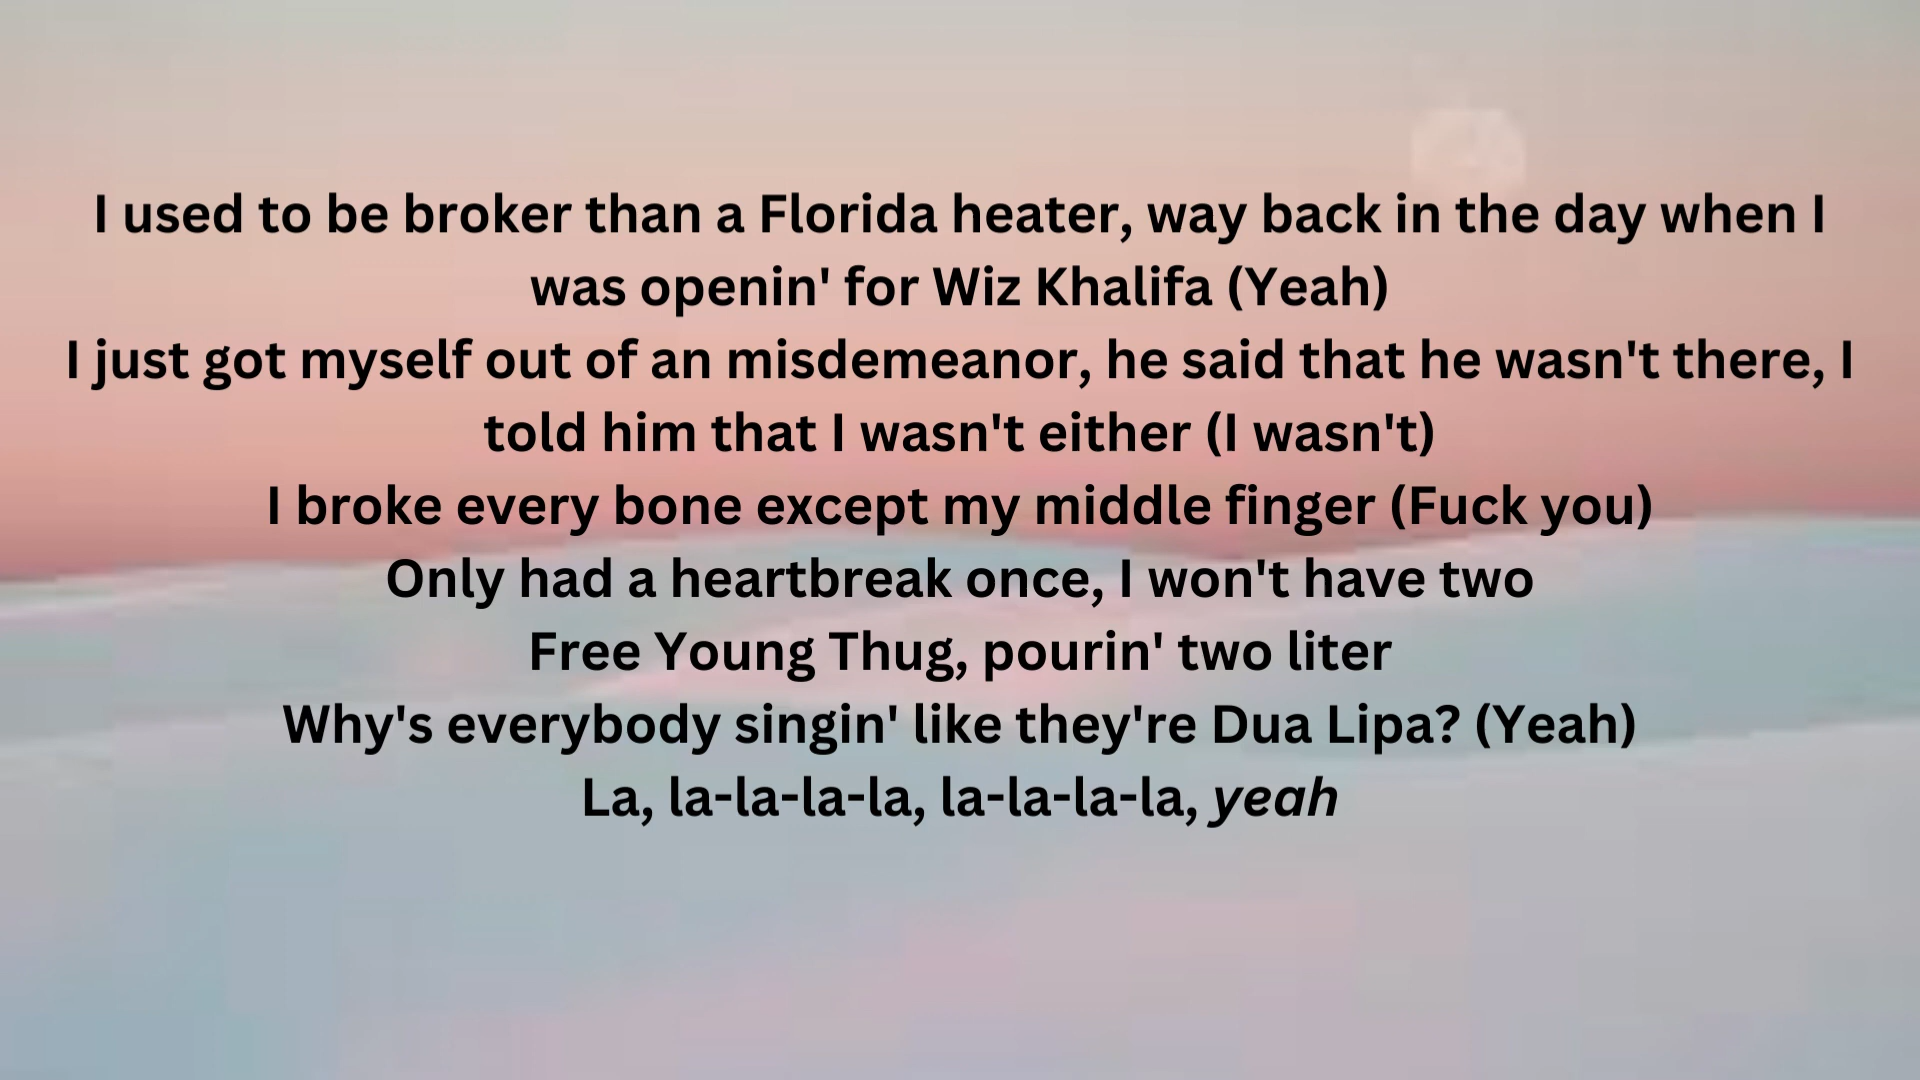 I used to be broker than a Florida heater, way back in the day when I
was openin' for Wiz Khalifa (Yeah)
I just got myself out of an misdemeanor, he said that he wasn't there, I
told him that I wasn't either (I wasn't)
I broke every bone except my middle finger (Fuck you)
Only had a heartbreak once, I won't have two
Free Young Thug, pourin' two liter
Why's everybody singin' like they're Dua Lipa? (Yeah)
La, la-la-la-la, la-la-la-la, yeah